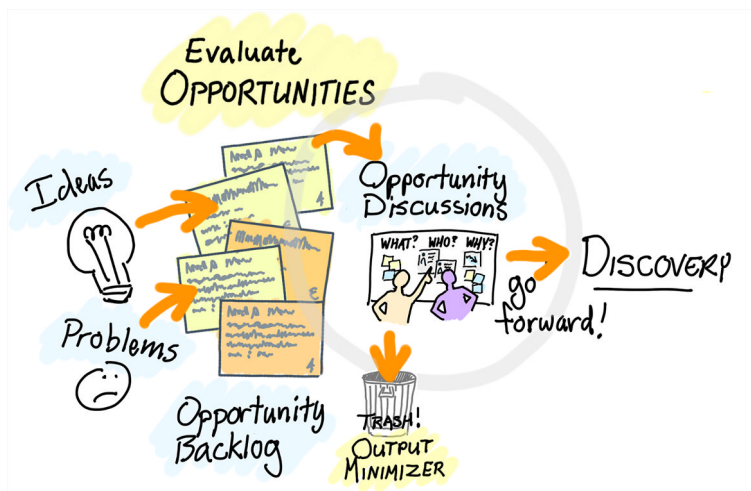 Evaluate
OPPORTUNITIES
Ideas
Problems
Opportunity
Backlog
Opportunity
Discussions
WHAT? WHO? WHY?
go
forward!
DISCOVERY
TRASH!
OUTPUT
MINIMIZER